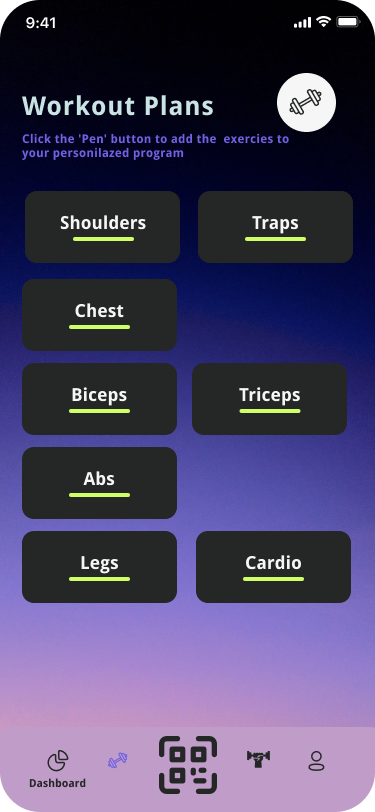 9:41
Workout Plans
Click the 'Pen' button to add the  exercies to
your personilazed program
Shoulders
Traps
Chest
Biceps
Triceps
Abs
Legs
Cardio
Dashboard